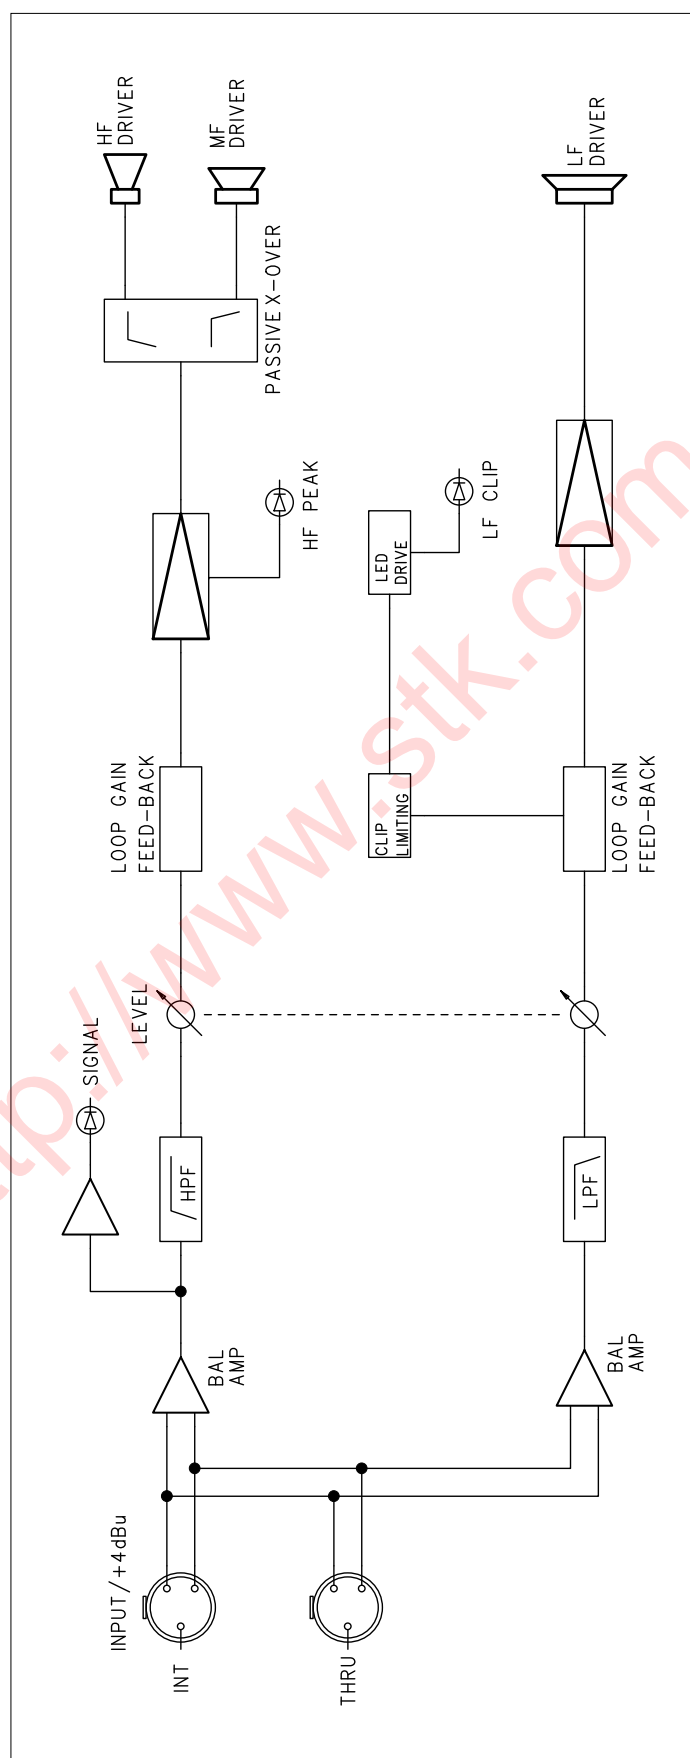 HF
DRIVER
MF
DRIVER
LF
DRIVER
PASSIVE X-OVER
HF PEAK
LED
DRIVE
LF CLIP
LOOP GAIN
FEED-BACK
CLIP
LIMITING
LOOP GAIN
FEED-BACK
LEVEL
SIGNAL
HPF
LPF
BAL
AMP
BAL
AMP
INPUT/+4dBu
INT
THRU
tp://www.stk.com